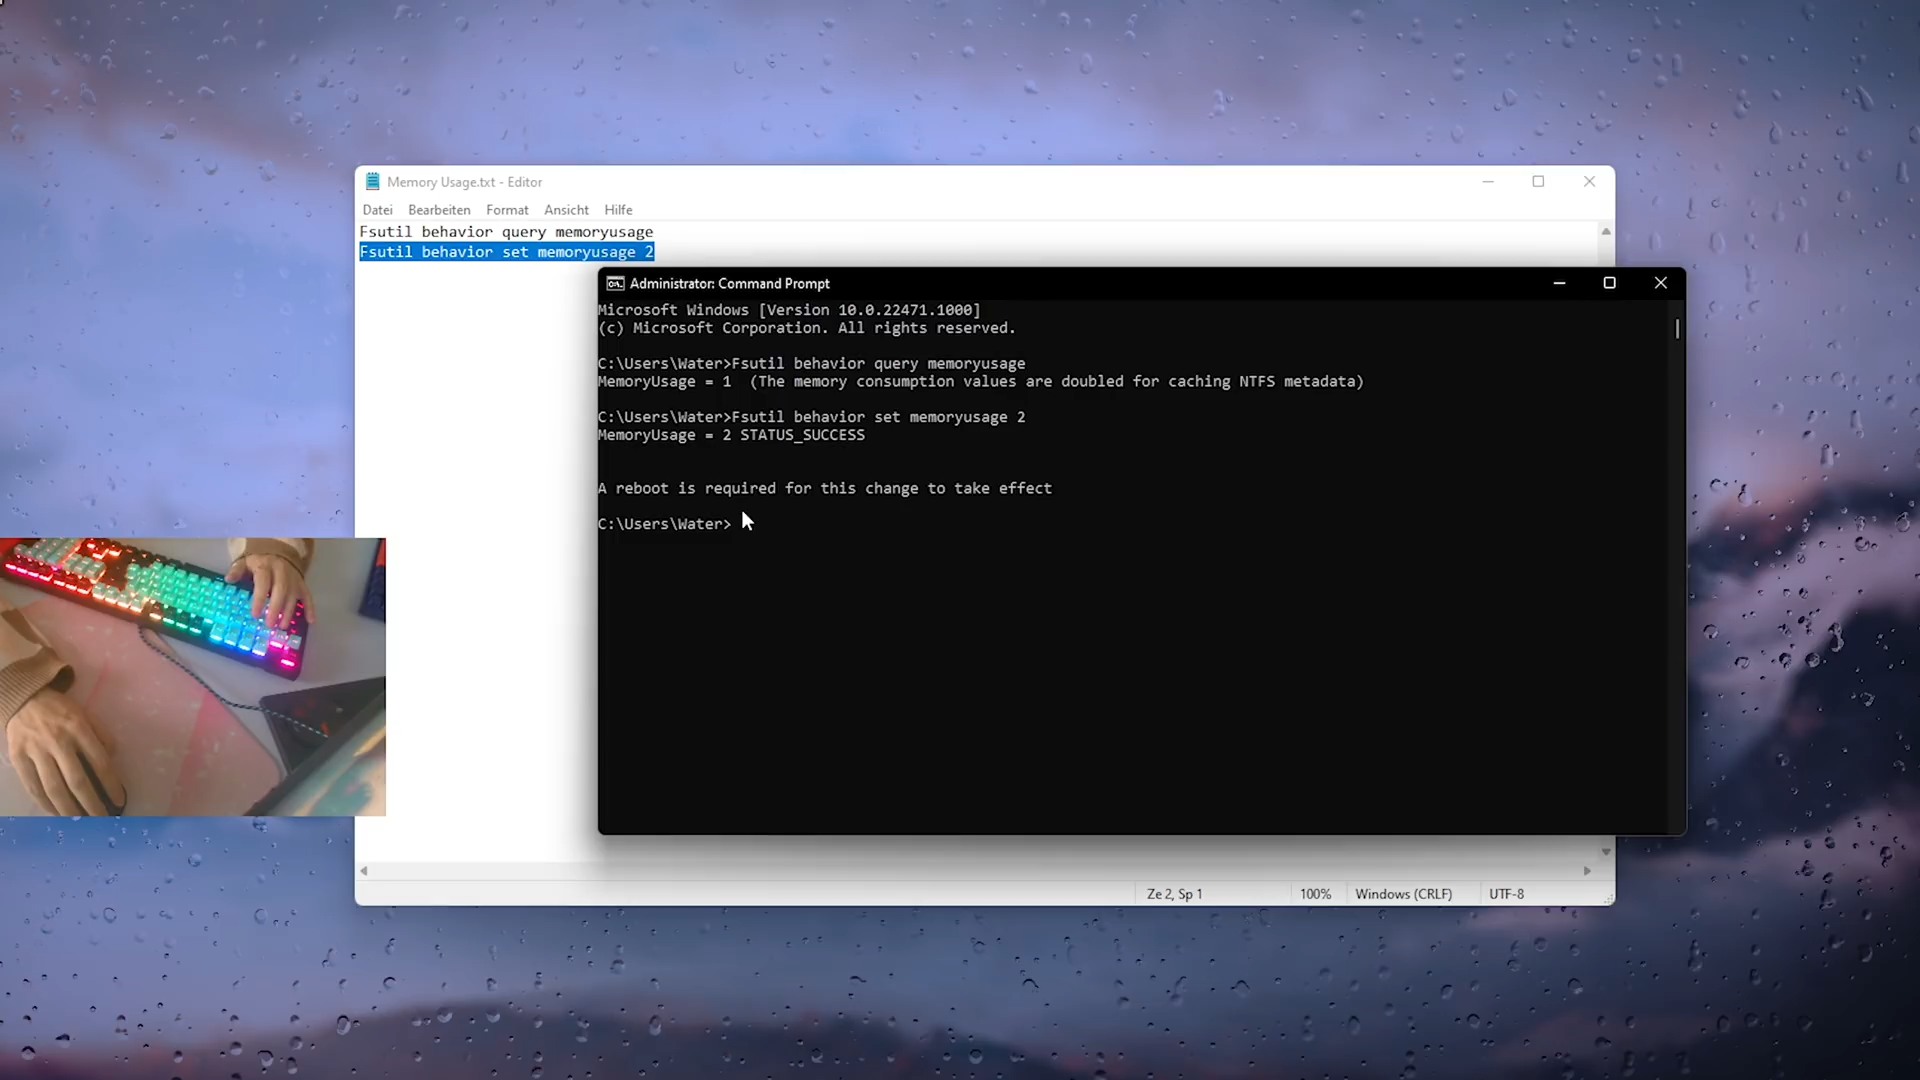 Memory Usage.txt - Editor
Datei Bearbeiten Format Ansicht Hilfe
Fsutil behavior query memoryusage
Fsutil behavior set memoryusage 2
Administrator: Command Prompt
Microsoft Windows [Version 10.0.22471.1000]
(c) Microsoft Corporation. All rights reserved.
C:\Users\Water>Fsutil behavior query memoryusage
MemoryUsage = 1  (The memory consumption values are doubled for caching NTFS metadata)
C:\Users\Water>Fsutil behavior set memoryusage 2
MemoryUsage = 2 STATUS_SUCCESS
A reboot is required for this change to take effect
C:\Users\Water>
Ze 2, Sp 1 100% Windows (CRLF) UTF-8